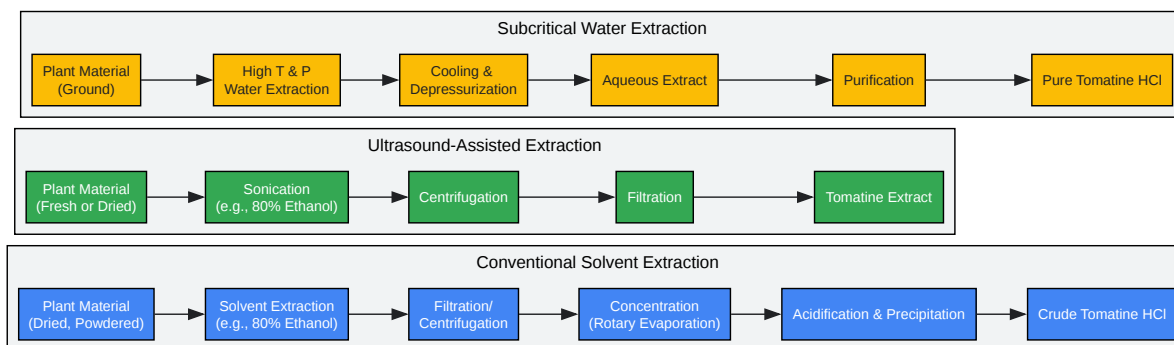 Subcritical Water Extraction
Plant Material
(Ground)
High T & P
Water Extraction
Cooling &
Depressurization
Aqueous Extract
Purification
Pure Tomatine HCl
Ultrasound-Assisted Extraction
Plant Material
(Fresh or Dried)
Sonication
(e.g., 80% Ethanol)
Centrifugation
Filtration
Tomatine Extract
Conventional Solvent Extraction
Plant Material
(Dried, Powdered)
Solvent Extraction
(e.g., 80% Ethanol)
Filtration/
Centrifugation
Concentration
(Rotary Evaporation)
Acidification & Precipitation
Crude Tomatine HCl